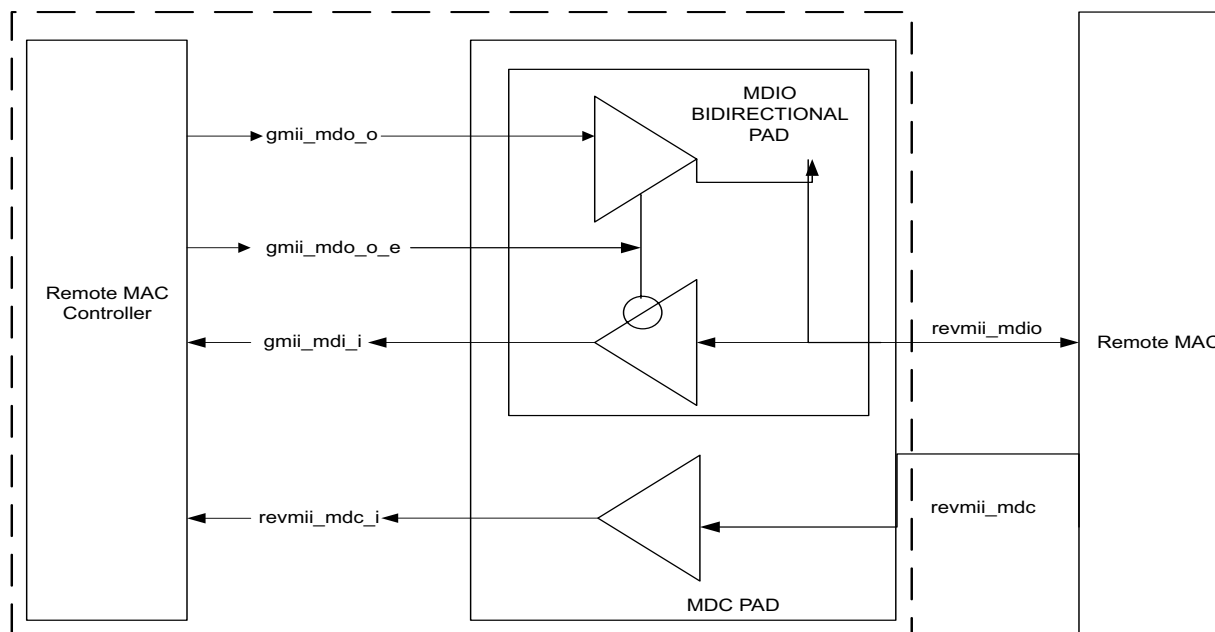 MDIO
BIDIRECTIONAL
PAD
gmii_mdo_o
gmii_mdo_o_e
Remote MAC
Controller
gmii_mdi_i
revmii_mdio
Remote MAC
revmii_mdc_i
revmii_mdc
MDC PAD